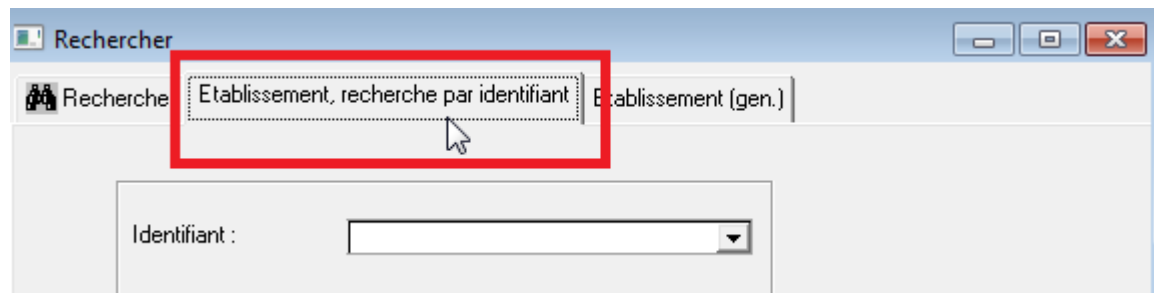 Rechercher
Recherche Etablissement, recherche par identifiant Etablissement (gen.)
Identifiant :